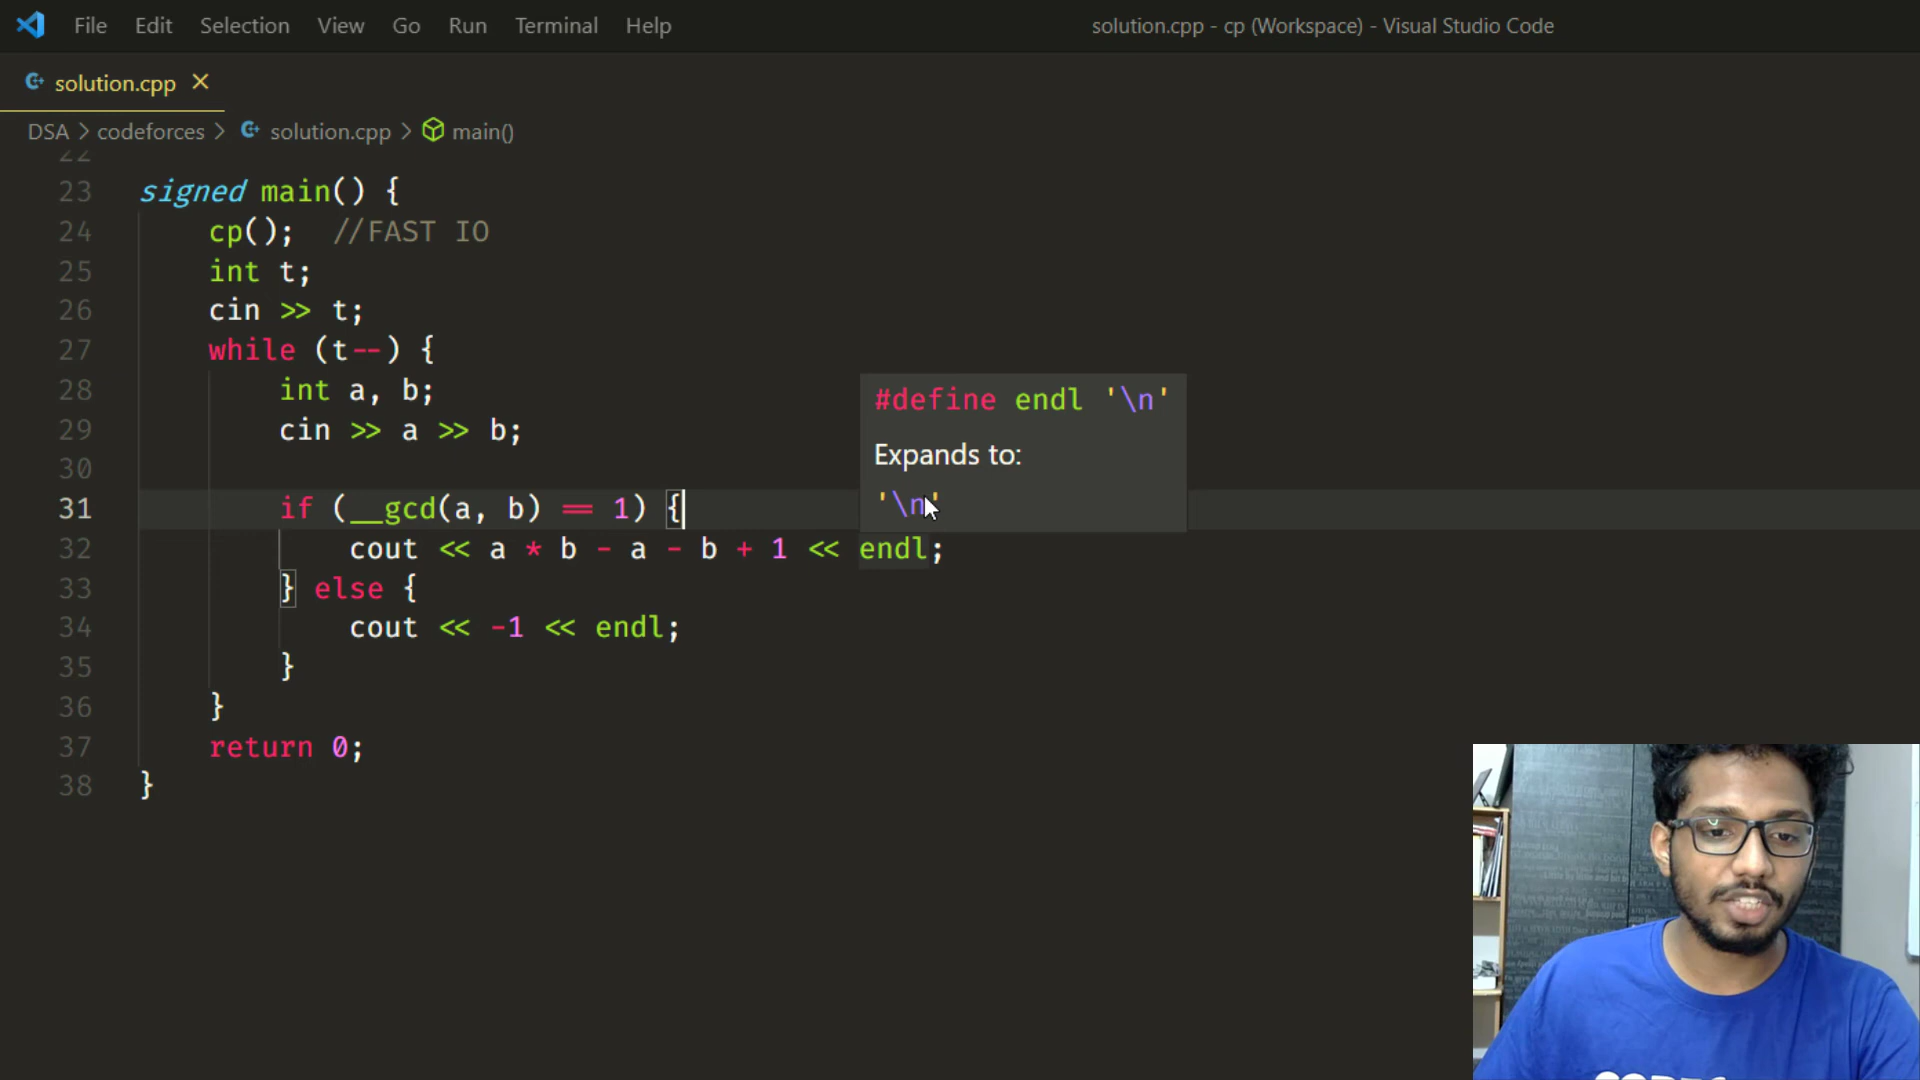 File Edit Selection View Go Run Terminal Help solution.cpp - cp (Workspace) - Visual Studio Code
solution.cpp
DSA > codeforces > solution.cpp > main()
22
23 signed main() {
24 cp(); //FAST IO
25 int t;
26 cin >> t;
27 while (t--) {
28 int a, b;
29 cin >> a >> b;
30
31 if (__gcd(a, b) == 1) {
32 cout << a * b - a - b + 1 << endl;
33 } else {
34 cout << -1 << endl;
35 }
36 }
37 return 0;
38 }
#define endl '\n'
Expands to:
'\n'